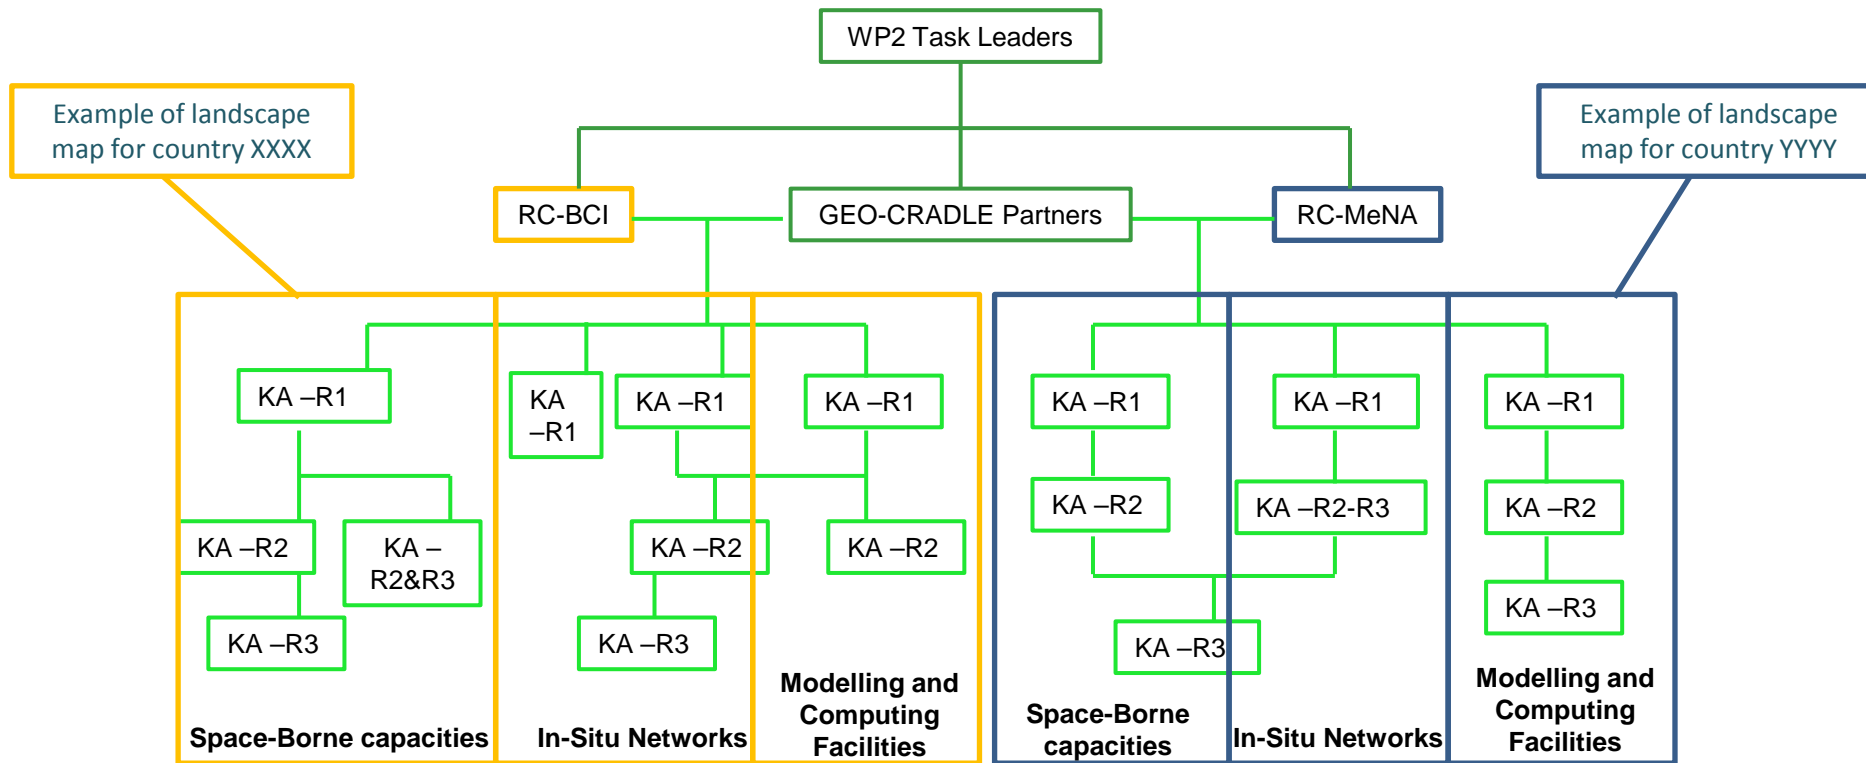 WP2 Task Leaders
Example of landscape
map for country XXXX
Example of landscape
map for country YYYY
RC-BCI
GEO-CRADLE Partners
RC-MeNA
KA –R1
KA
–R1
KA –R1
KA –R1
KA –R1
KA –R1
KA –R1
KA –R2
KA –R2-R3
KA –R2
KA –R2
KA –
R2&R3
KA –R2
KA –R2
KA –R3
KA –R3
KA –R3
KA –R3
Space-Borne capacities
In-Situ Networks
Modelling and
Computing
Facilities
Space-Borne
capacities
In-Situ Networks
Modelling and
Computing
Facilities